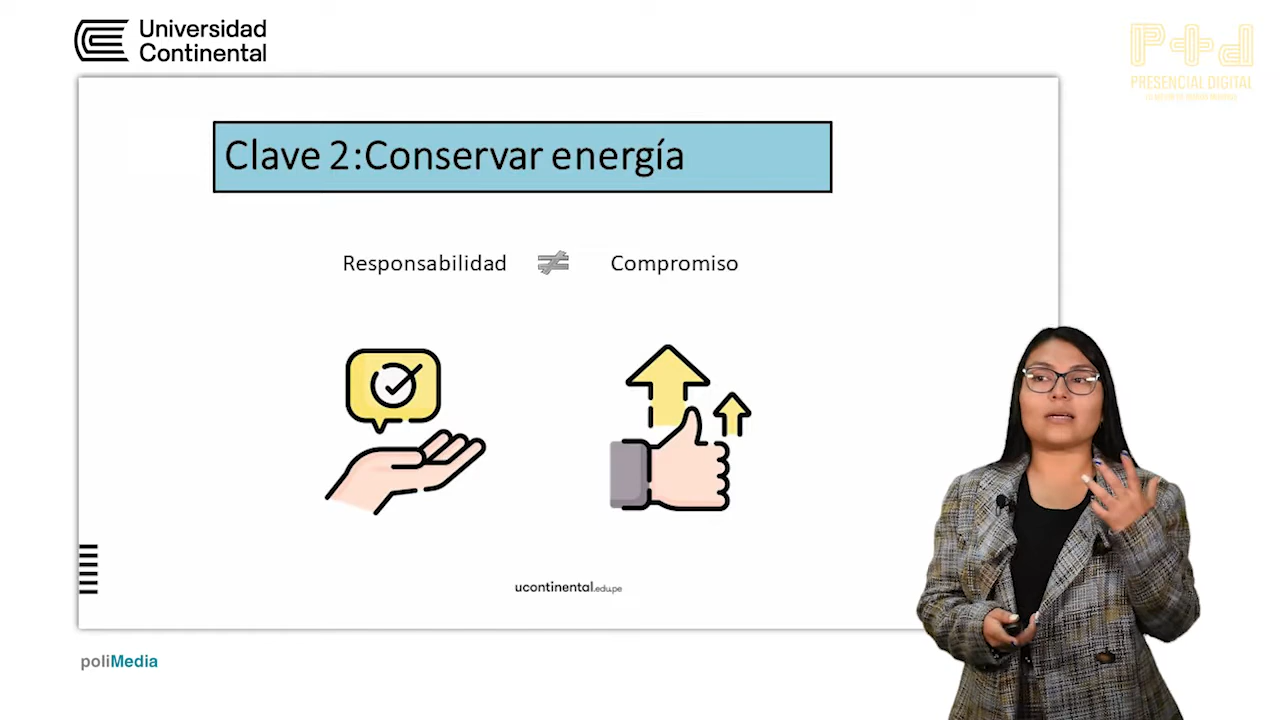 Universidad
Continental
P+d
PRESENCIAL DIGITAL
Clave 2:Conservar energía
Responsabilidad ≠ Compromiso
ucontinental.edu.pe
poliMedia